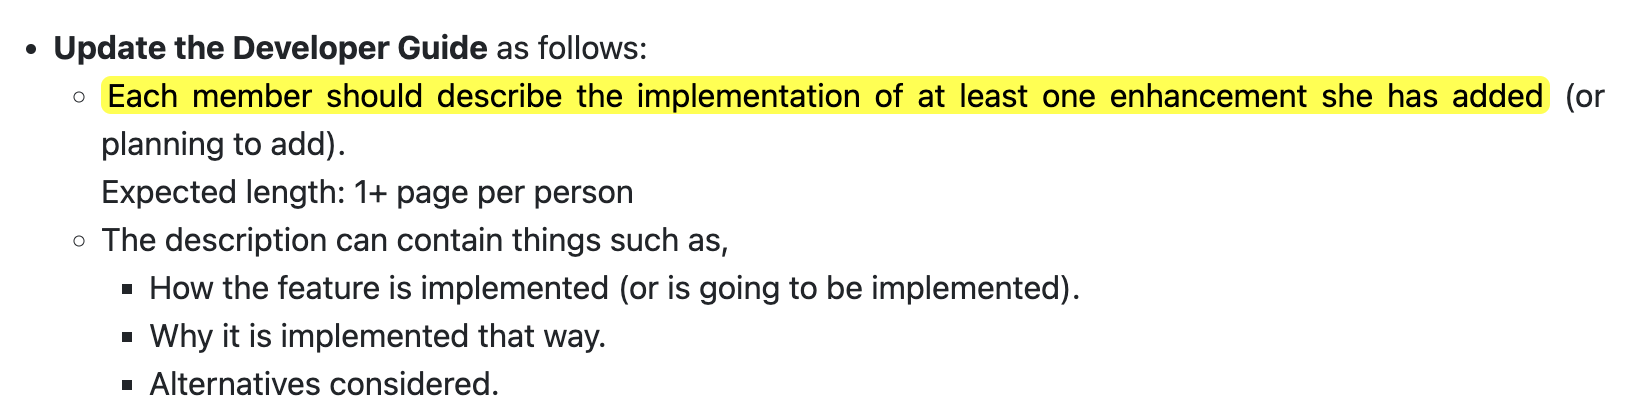 Update the Developer Guide as follows:
Each member should describe the implementation of at least one enhancement she has added (or
planning to add).
Expected length: 1+ page per person
The description can contain things such as,
How the feature is implemented (or is going to be implemented).
Why it is implemented that way.
Alternatives considered.